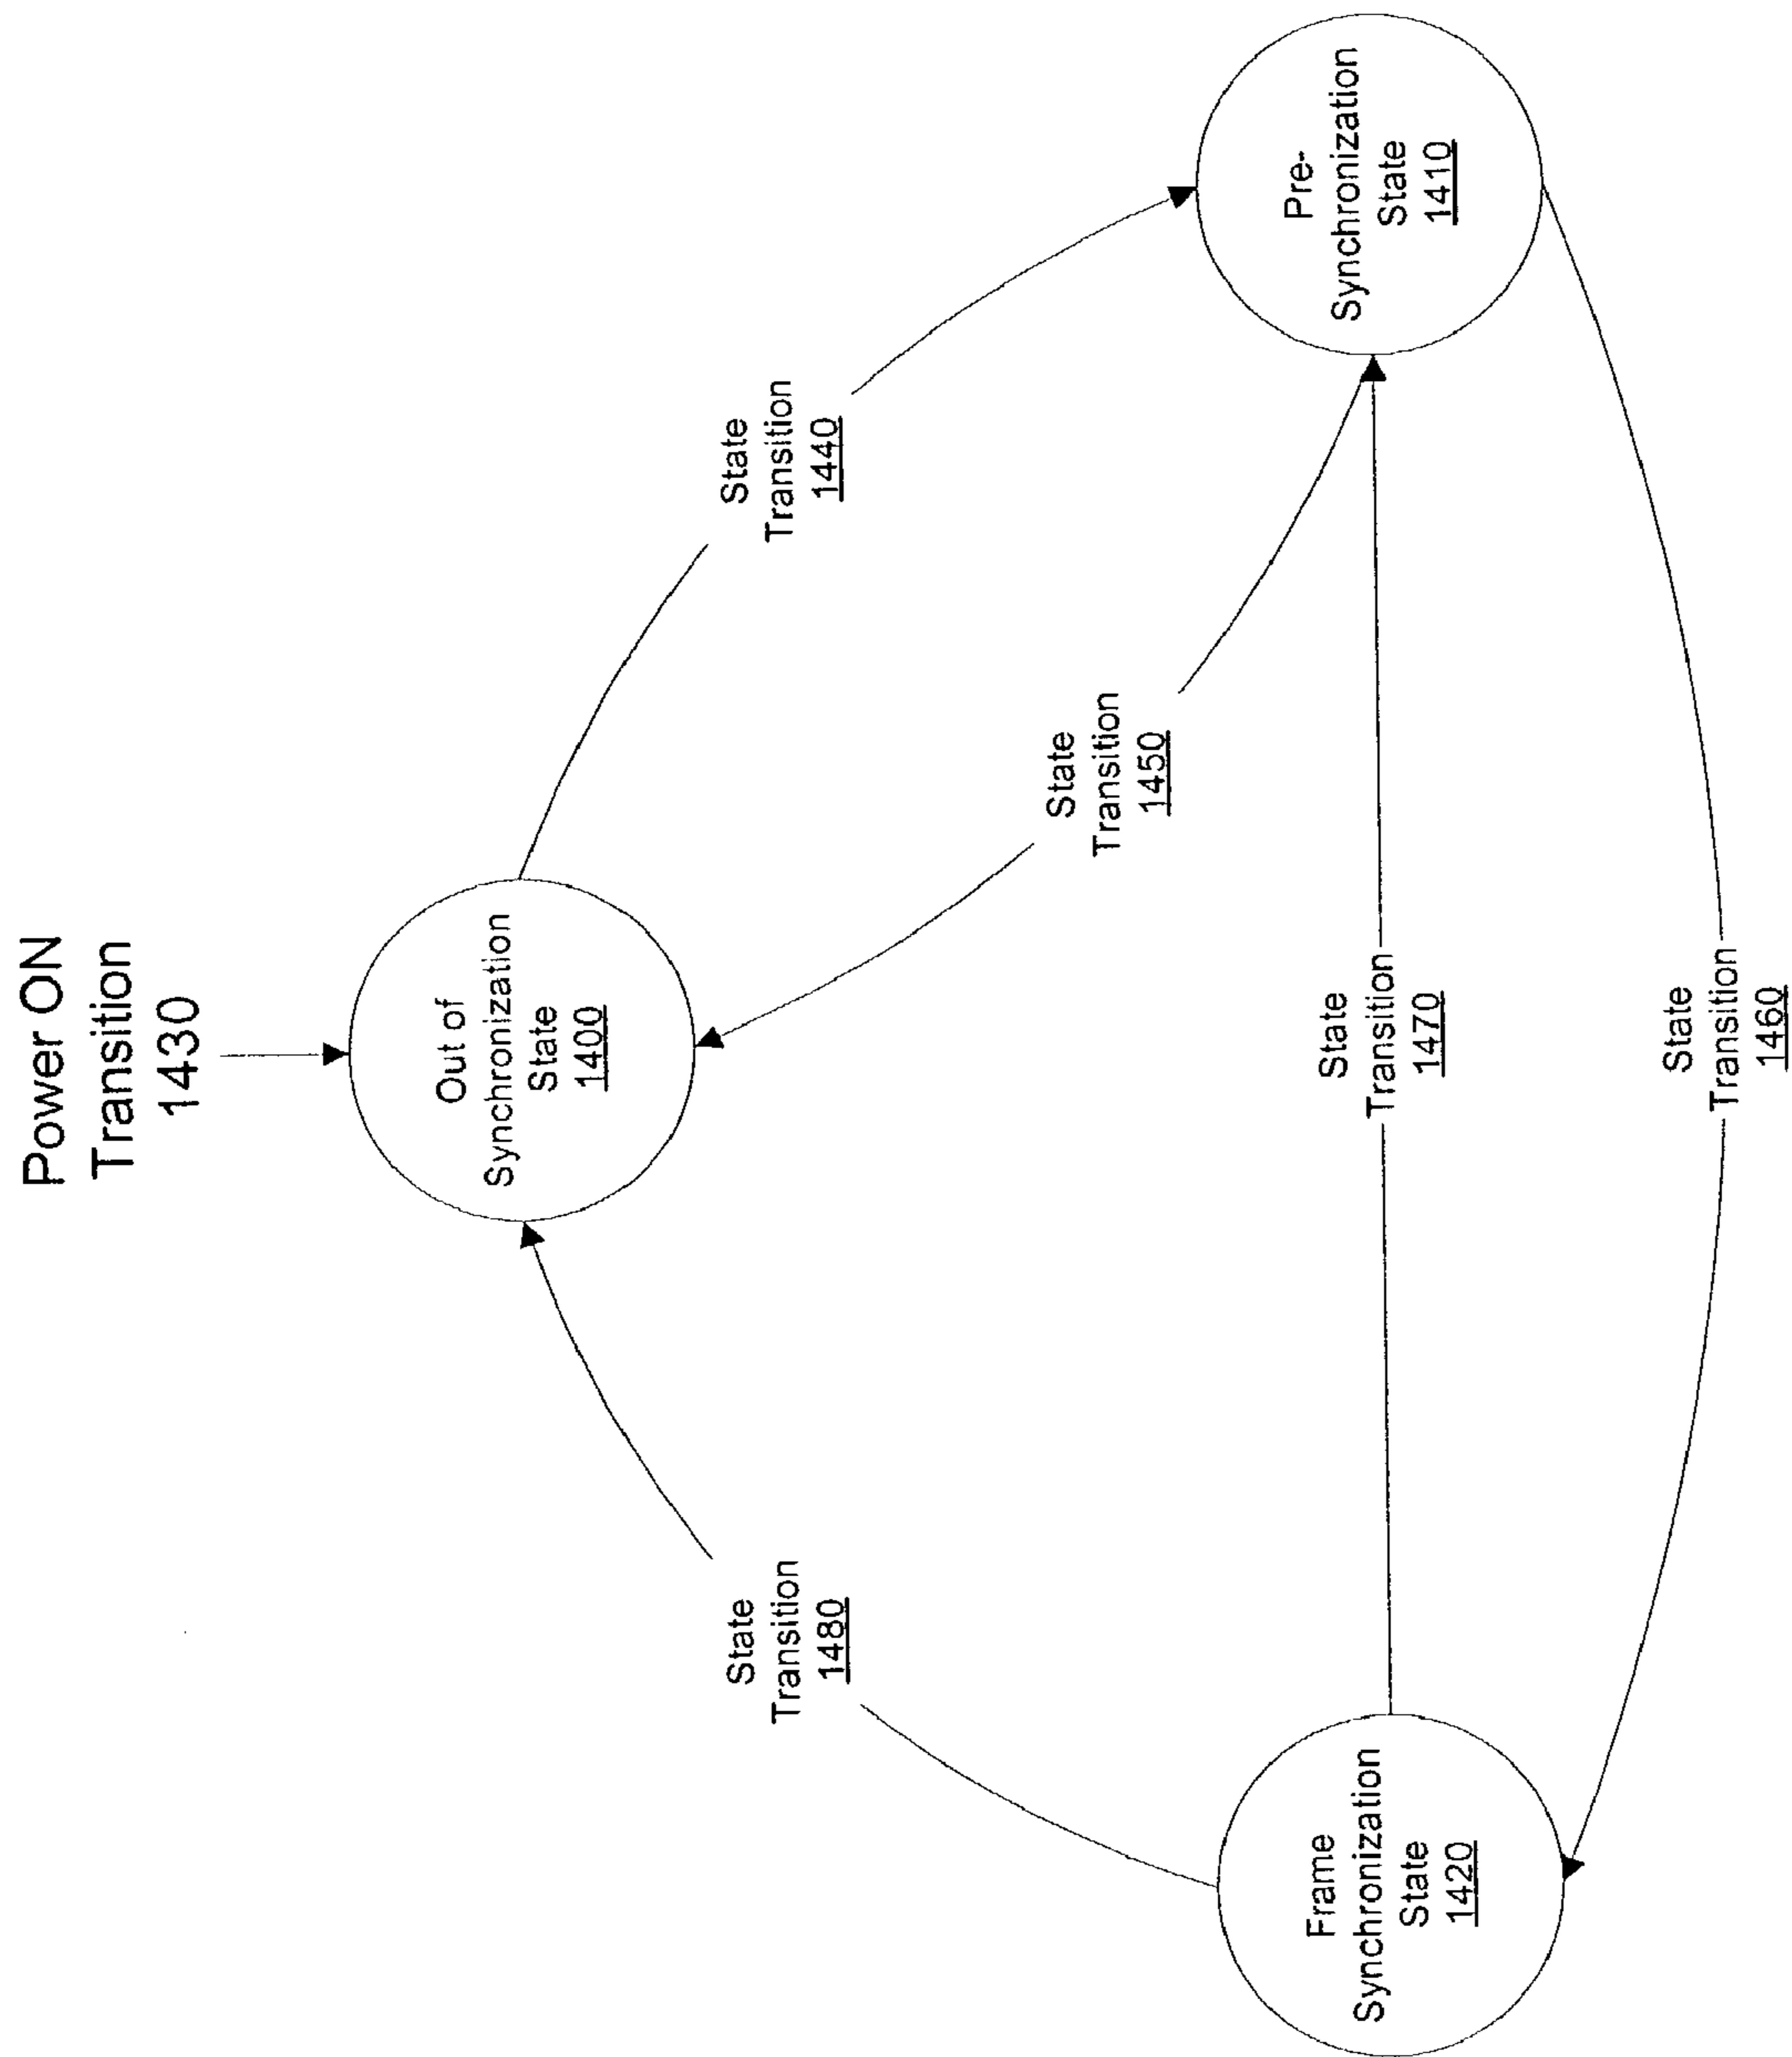 Power ON
Transition
1430
Out of
Synchronization
State
1400
State
Transition
1440
State
Transition
1450
Pre-
Synchronization
State
1410
State
Transition
1480
State
Transition
1470
Frame
Synchronization
State
1420
State
Transition
1460